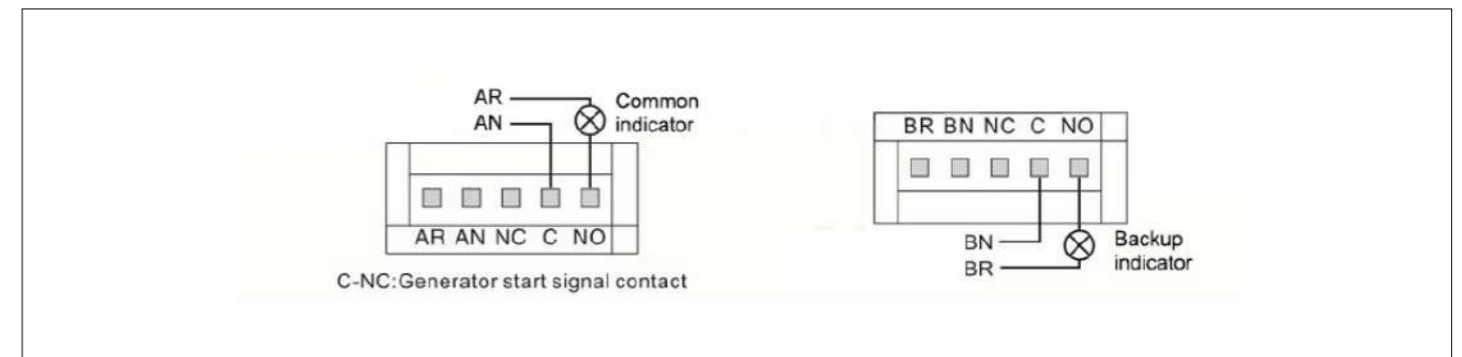 AR
AN
Common
indicator
AR AN NC C NO
C-NC:Generator start signal contact
BR BN NC C NO
BN
BR
Backup
indicator